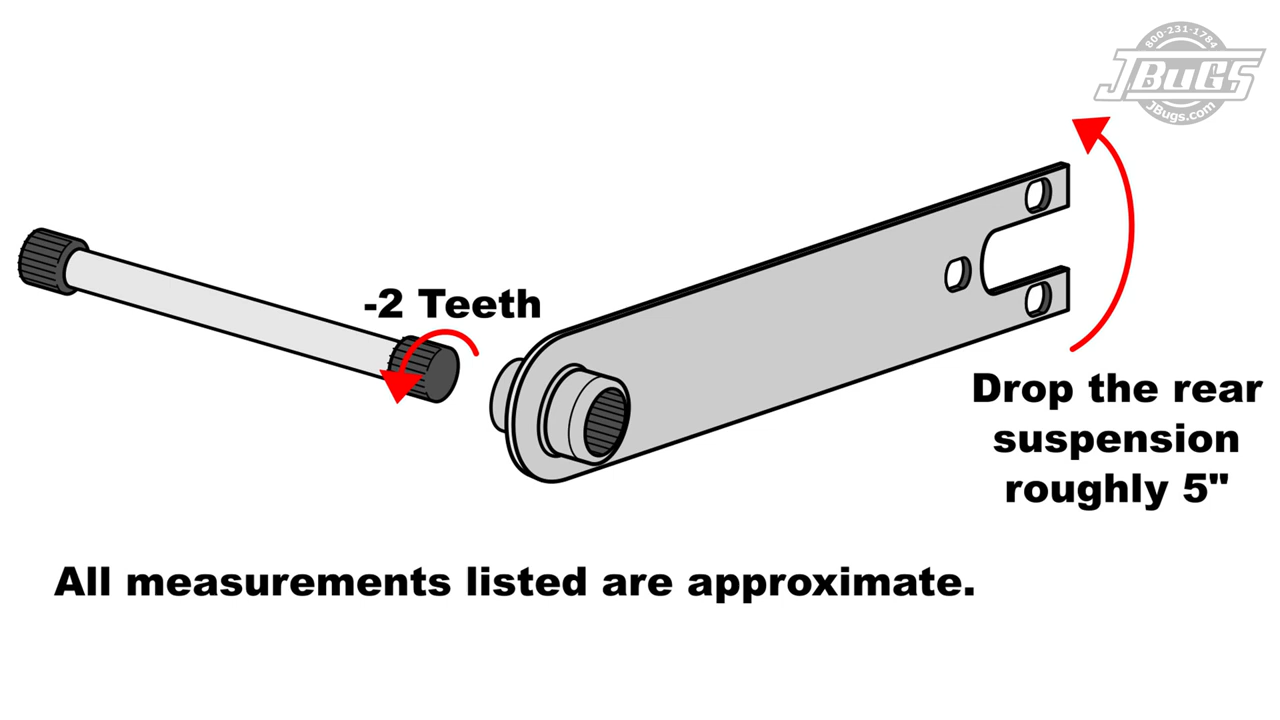 800-231-1784
JBUGS
JBugs.com
-2 Teeth
Drop the rear
suspension
roughly 5"
All measurements listed are approximate.